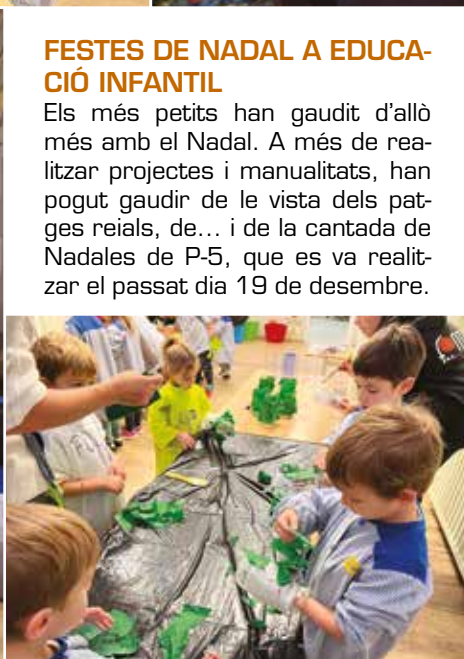 FESTES DE NADAL A EDUCA-
CIÓ INFANTIL
Els més petits han gaudit d'allò
més amb el Nadal. A més de rea-
litzar projectes i manualitats, han
pogut gaudir de le vista dels pat-
ges reials, de... i de la cantada de
Nadales de P-5, que es va realit-
zar el passat dia 19 de desembre.